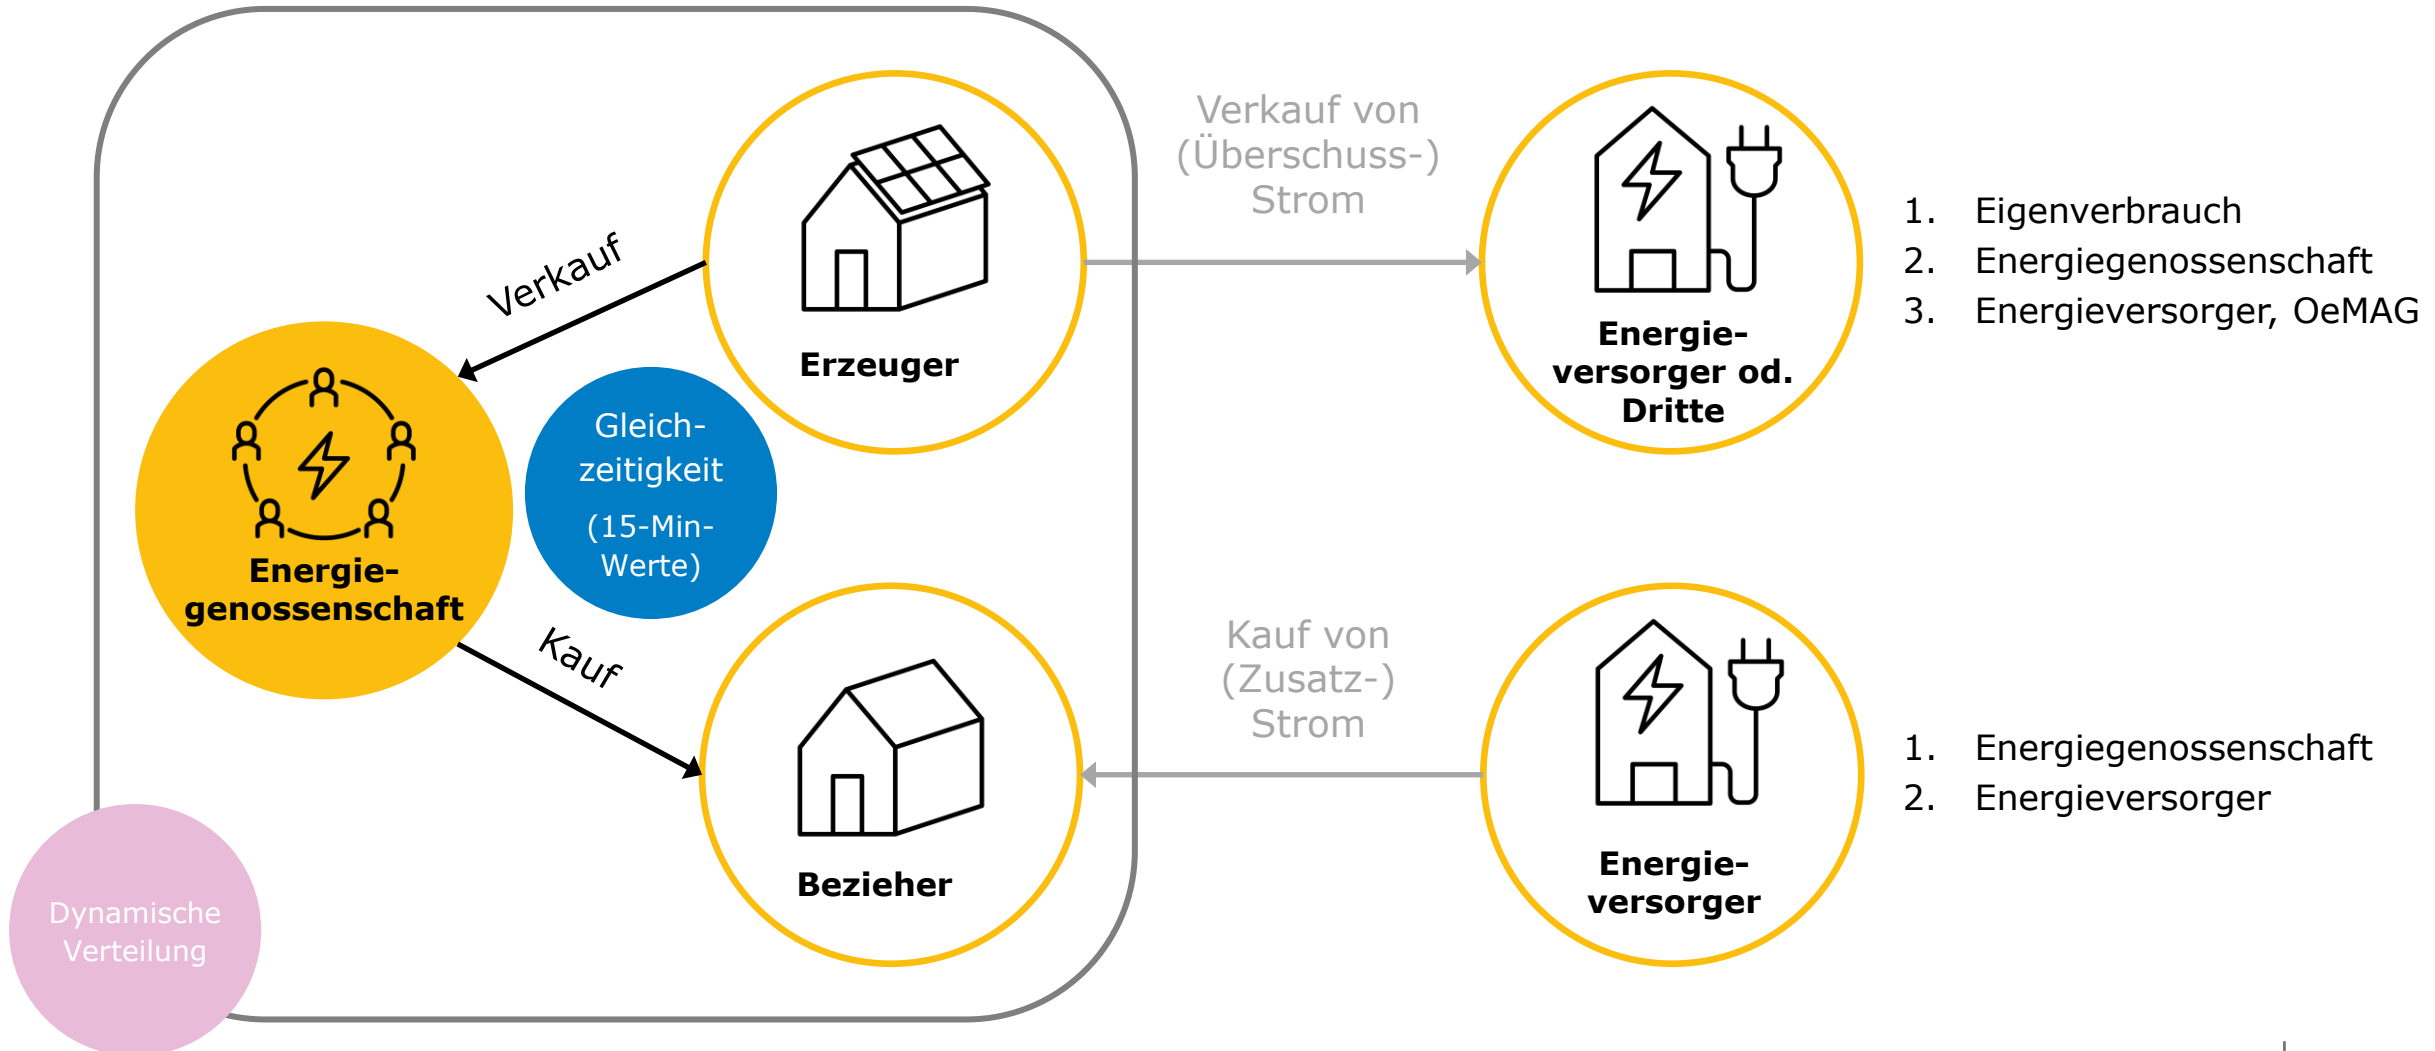 Verkauf von
(Überschuss-)
Strom
Verkauf
Erzeuger
Energie-
versorger od.
Dritte
1. Eigenverbrauch
2. Energiegenossenschaft
3. Energieversorger, OeMAG
Gleich-
zeitigkeit
(15-Min-
Werte)
Energie-
genossenschaft
Kauf
Kauf von
(Zusatz-)
Strom
Bezieher
Energie-
versorger
1. Energiegenossenschaft
2. Energieversorger
Dynamische
Verteilung